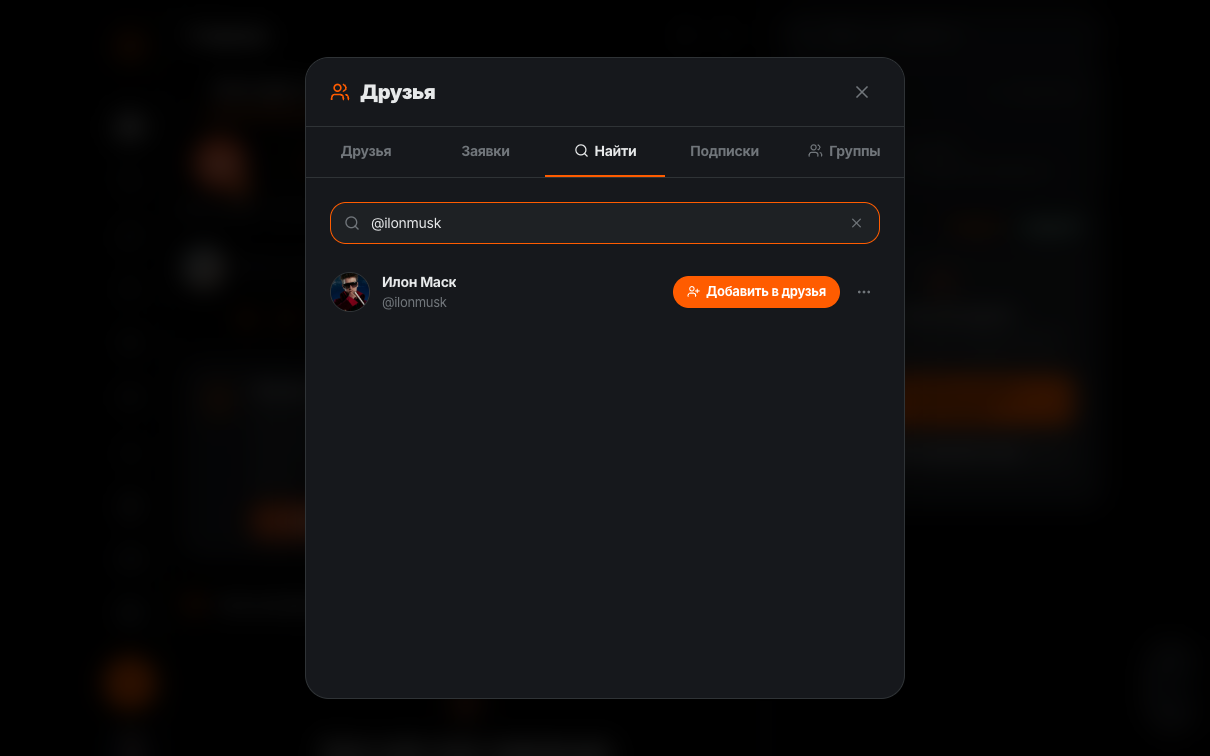 Друзья
Друзья
Заявки
Найти
Подписки
Группы
@ilonmusk
Илон Маск
@ilonmusk
Добавить в друзья